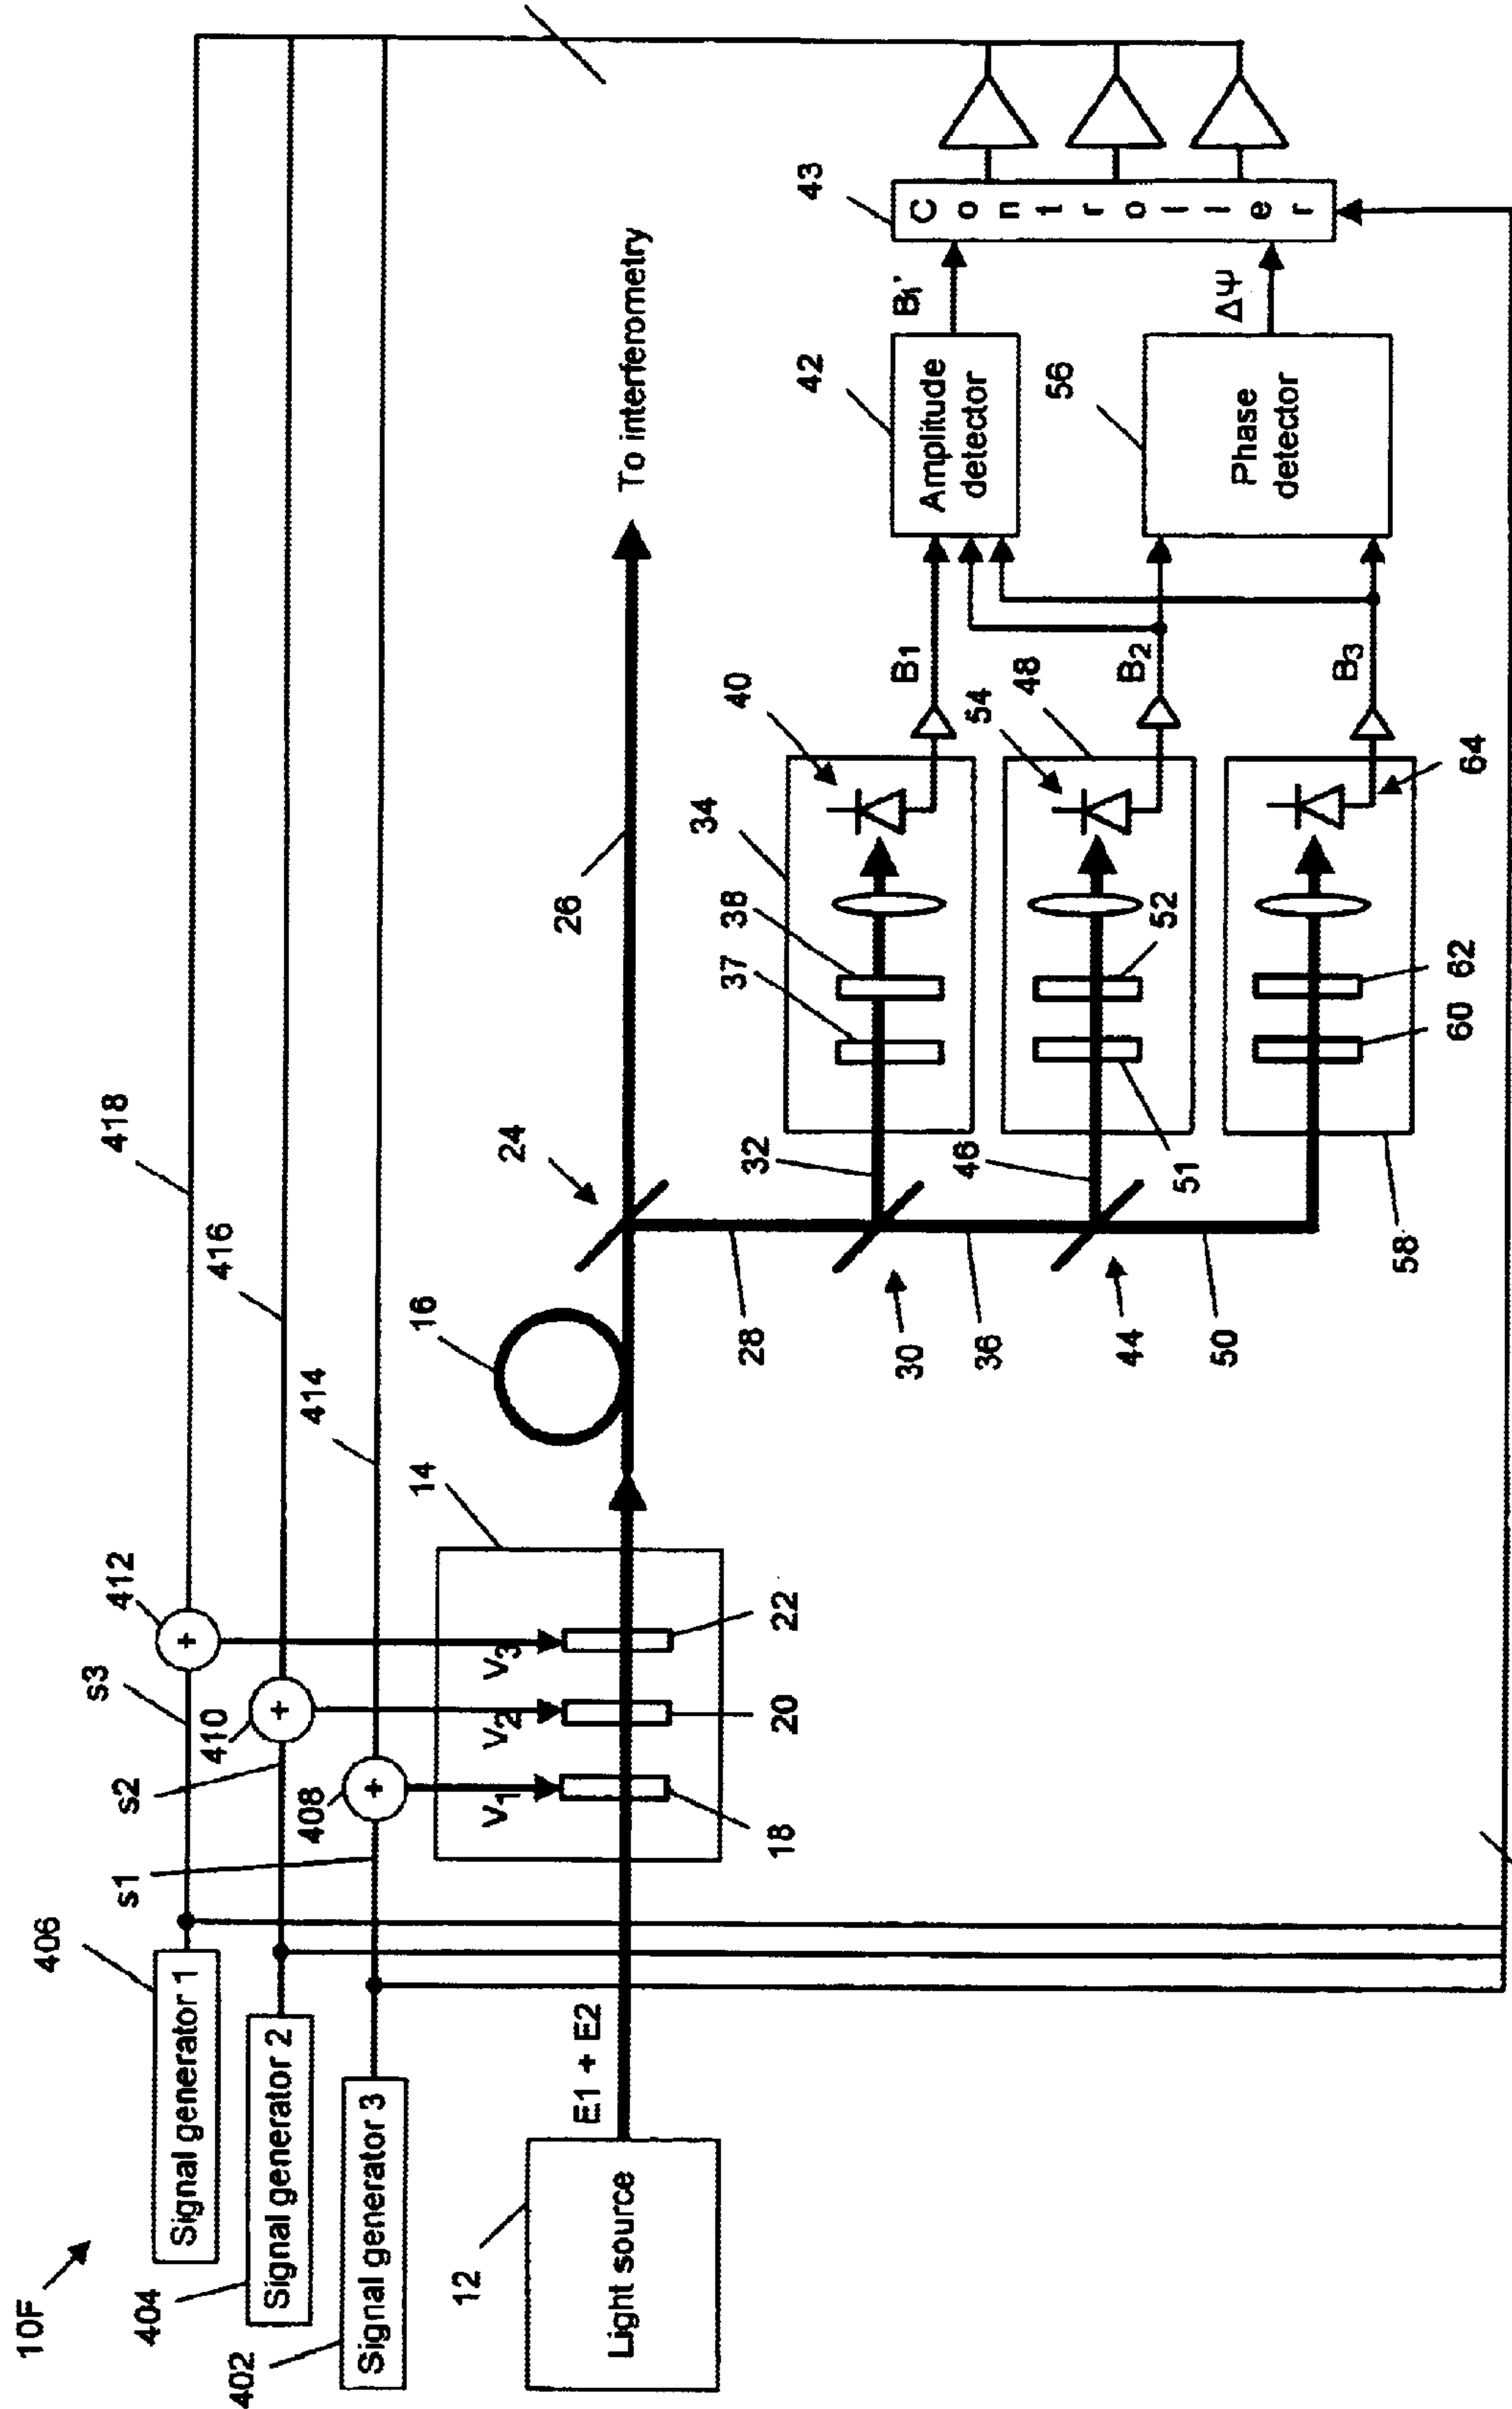 10F
406
Signal generator 1
404
Signal generator 2
402
Signal generator 3
s1
s2
s3
408
410
412
414
416
418
12
Light source
E1 + E2
14
V1
V2
V3
18
20
22
16
24
26
To interferometry
28
30
32
36
44
46
50
34
37
38
40
B1
48
51
52
54
B2
58
60
62
64
B3
42
Amplitude
detector
Bi'
56
Phase
detector
ΔΨ
43
Controller